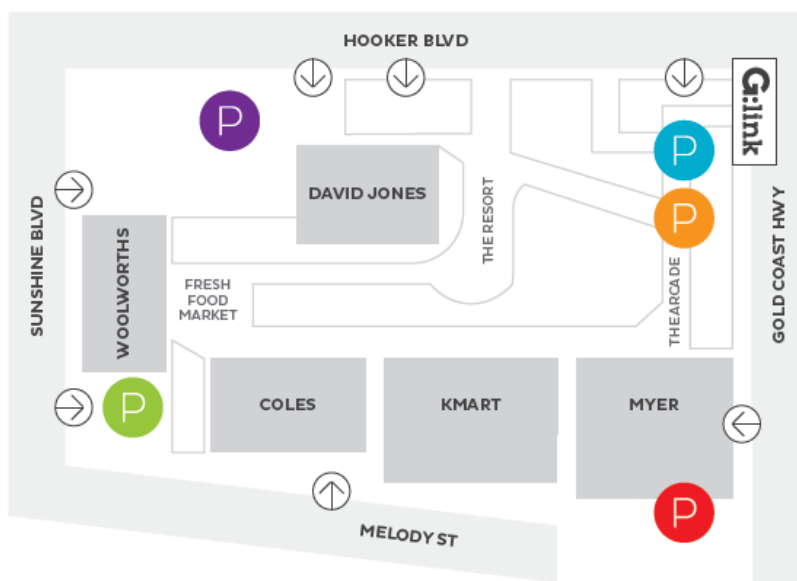 HOOKER BLVD
G:link
P
P
DAVID JONES
P
THE RESORT
SUNSHINE BLVD
WOOLWORTHS
GOLD COAST HWY
FRESH
FOOD
MARKET
THE ARCADE
P
COLES
KMART
MYER
P
MELODY ST